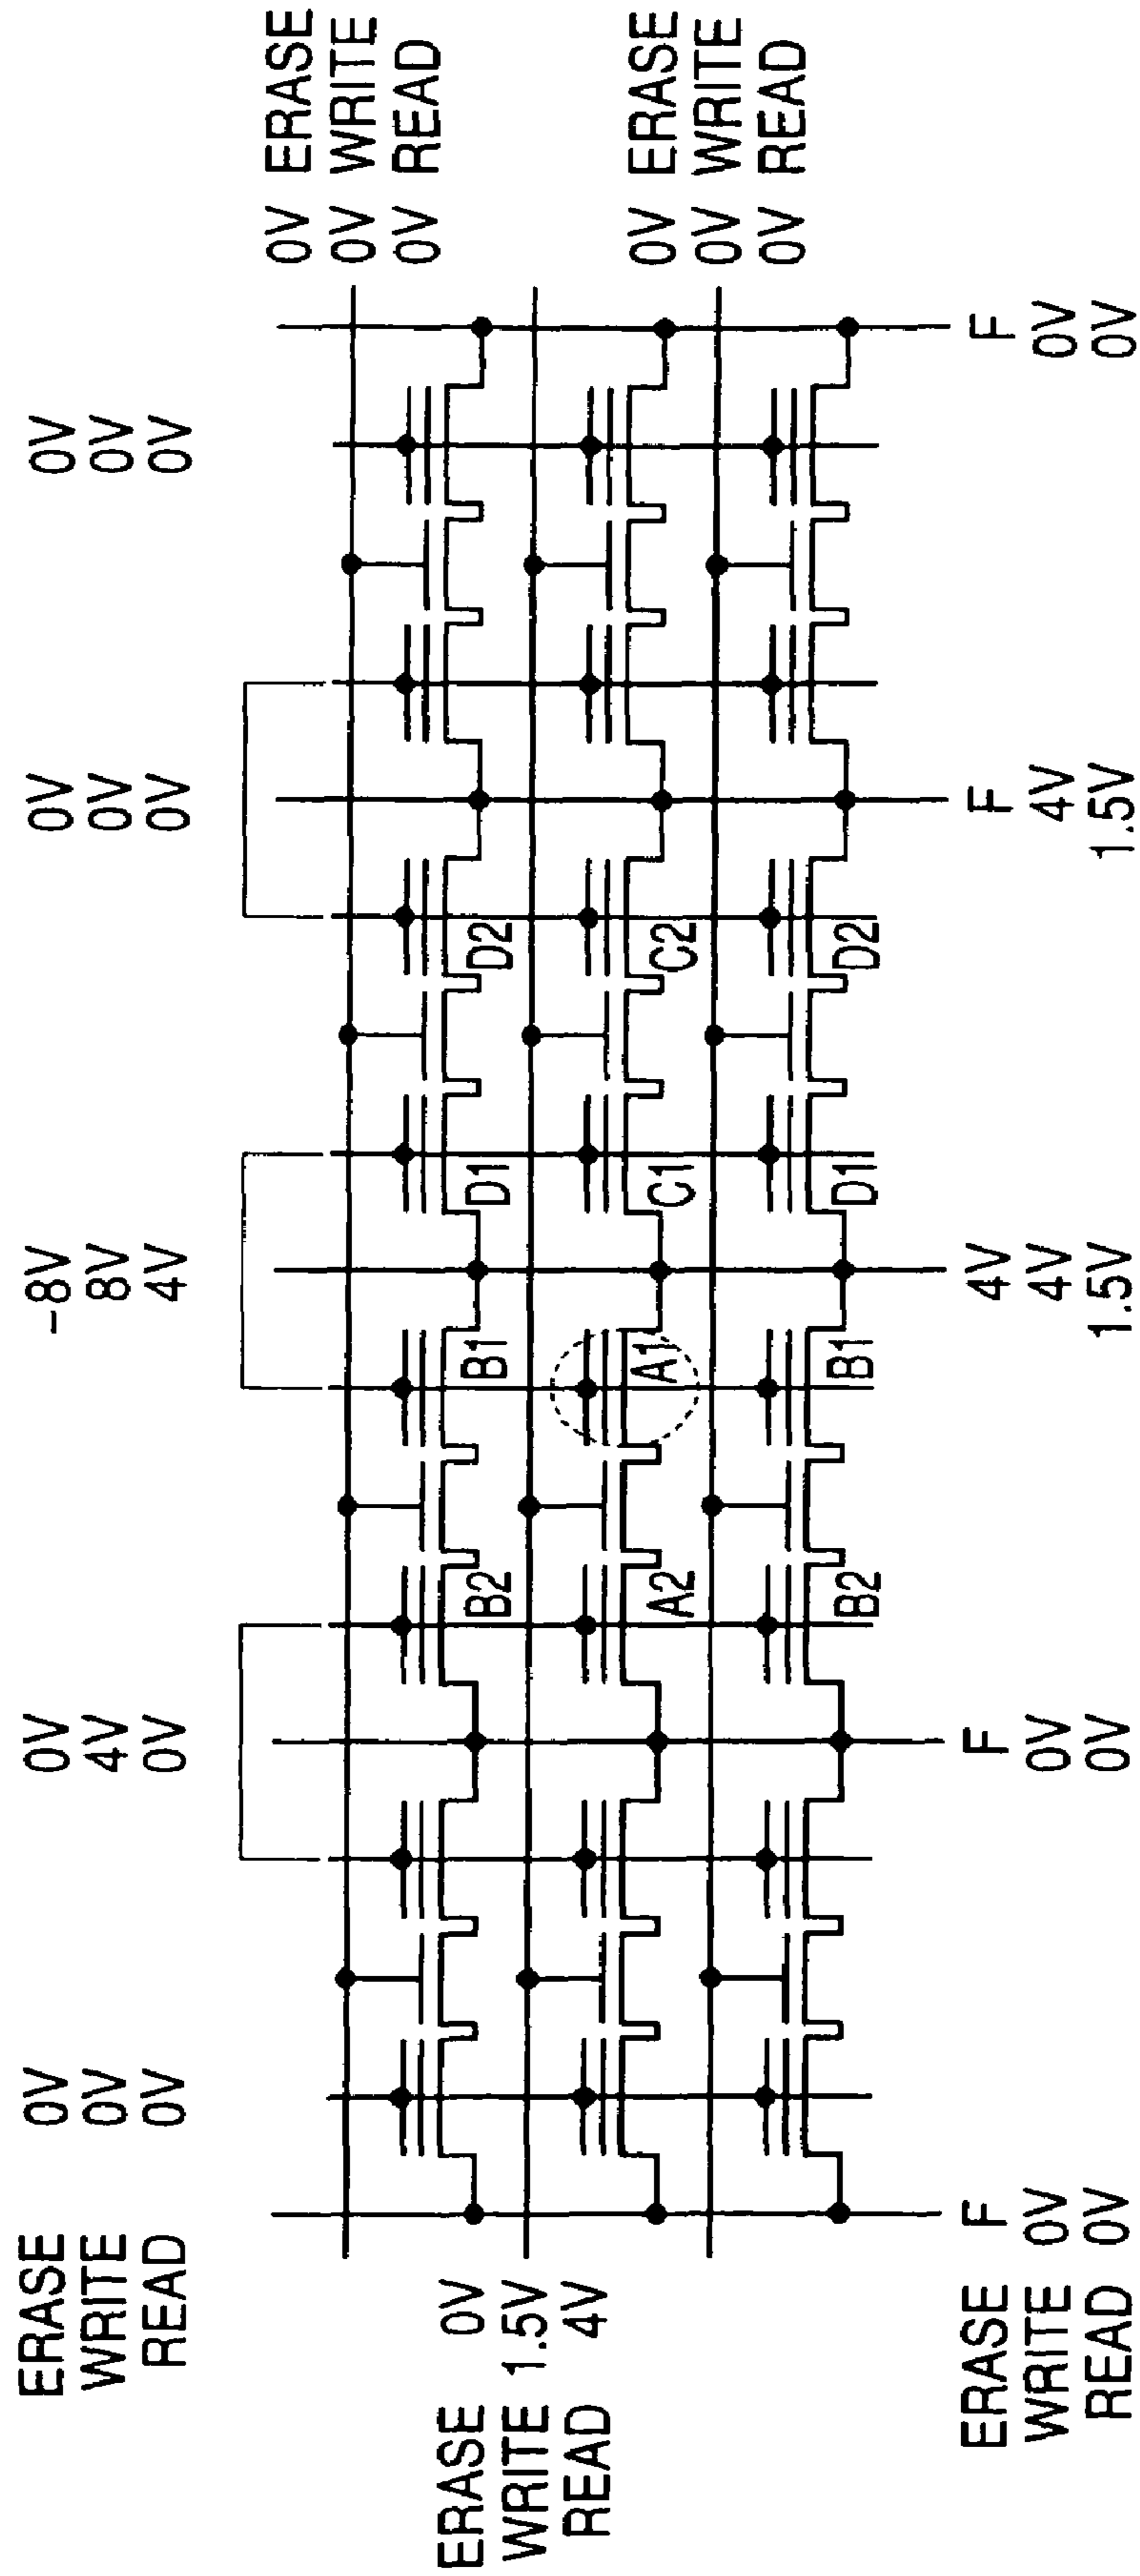 ERASE 0V 0V -8V 0V 0V
WRITE 0V 4V 8V 0V 0V
READ 0V 0V 4V 0V 0V
0V ERASE
0V WRITE
0V READ
B2 B1 D1 D2
ERASE 0V
WRITE 1.5V
READ 4V
A2 A1 C1 C2
0V ERASE
0V WRITE
0V READ
B2 B1 D1 D2
ERASE F F 4V F F
WRITE 0V 0V 4V 4V 0V
READ 0V 0V 1.5V 1.5V 0V